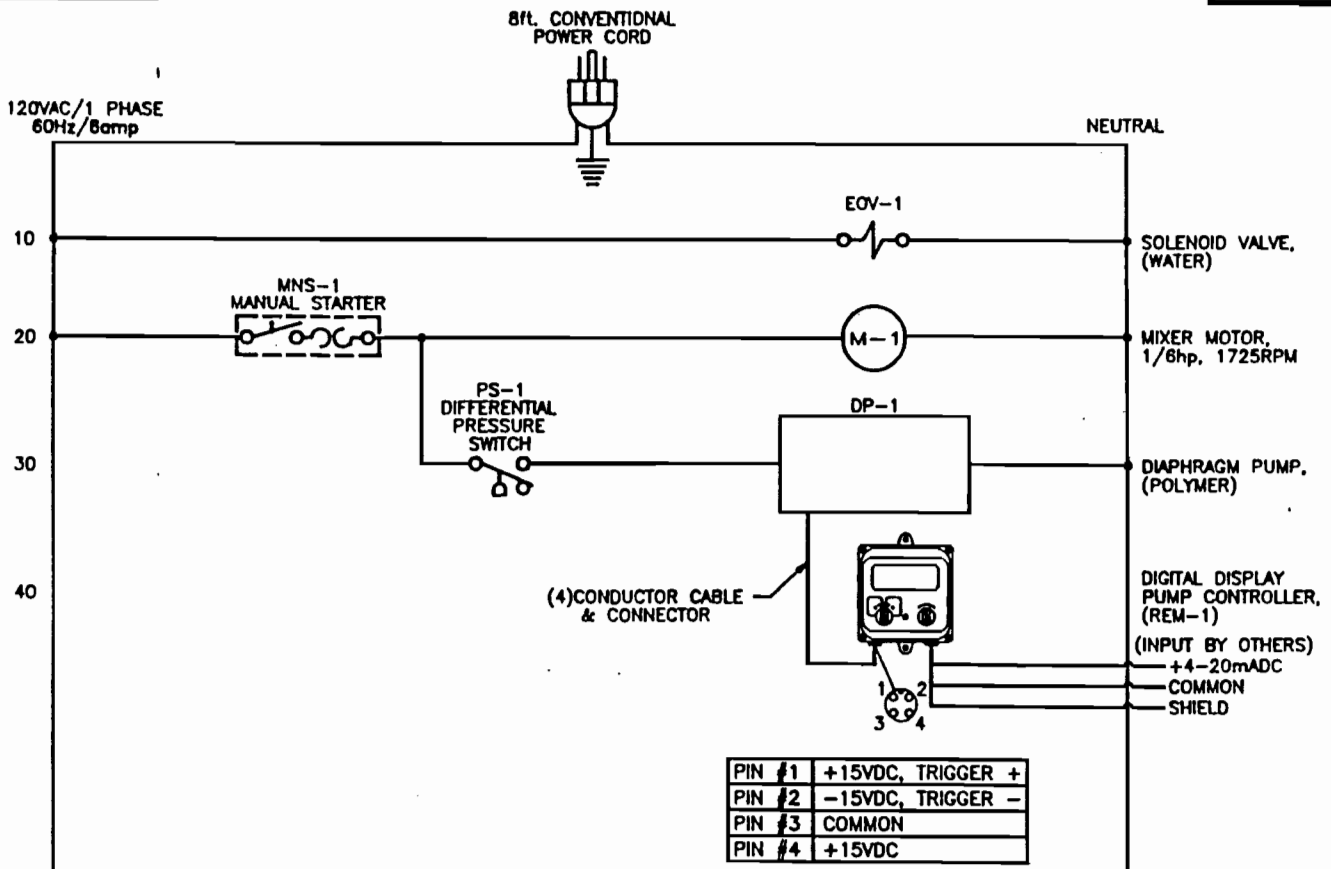 8ft. CONVENTIDNAL
POWER CORD
120VAC/1 PHASE
60Hz/8amp
NEUTRAL
EOV-1
10
SOLENOID VALVE,
(WATER)
MNS-1
MANUAL STARTER
20
M-1
MIXER MOTOR,
1/6hp, 1725RPM
PS-1
DIFFERENTIAL
PRESSURE
SWITCH
DP-1
30
DIAPHRAGM PUMP,
(POLYMER)
40
(4)CONDUCTOR CABLE
& CONNECTOR
DIGITAL DISPLAY
PUMP CONTROLLER,
(REM-1)
(INPUT BY OTHERS)
+4-20mADC
COMMON
SHIELD
1 2
3 4
PIN #1 +15VDC, TRIGGER +
PIN #2 -15VDC, TRIGGER -
PIN #3 COMMON
PIN #4 +15VDC